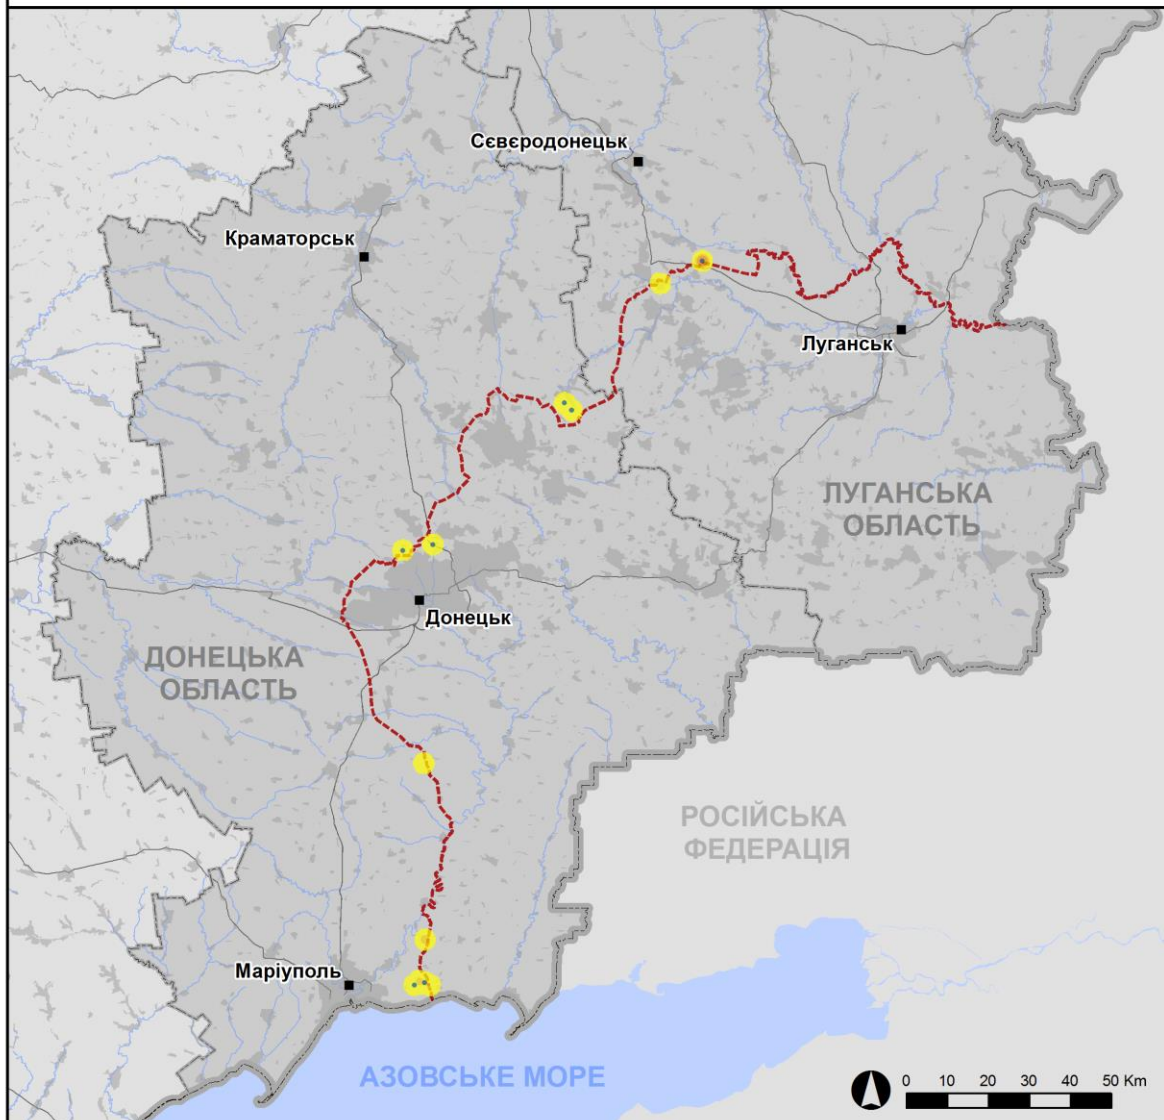 Сєвєродонецьк
Краматорськ
Луганськ
ЛУГАНСЬКА
ОБЛАСТЬ
Донецьк
ДОНЕЦЬКА
ОБЛАСТЬ
РОСІЙСЬКА
ФЕДЕРАЦІЯ
Маріуполь
АЗОВСЬКЕ МОРЕ
0 10 20 30 40 50 Km